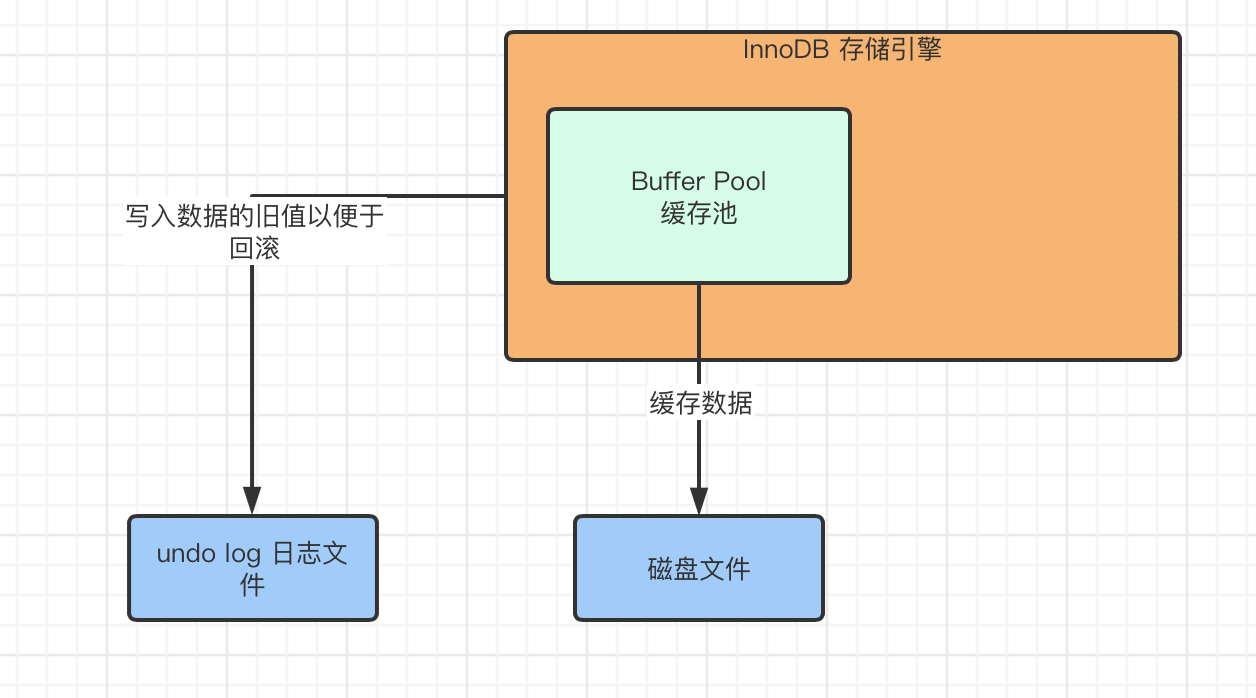 InnoDB 存储引擎
Buffer Pool
缓存池
写入数据的旧值以便于
回滚
缓存数据
undo log 日志文
件
磁盘文件